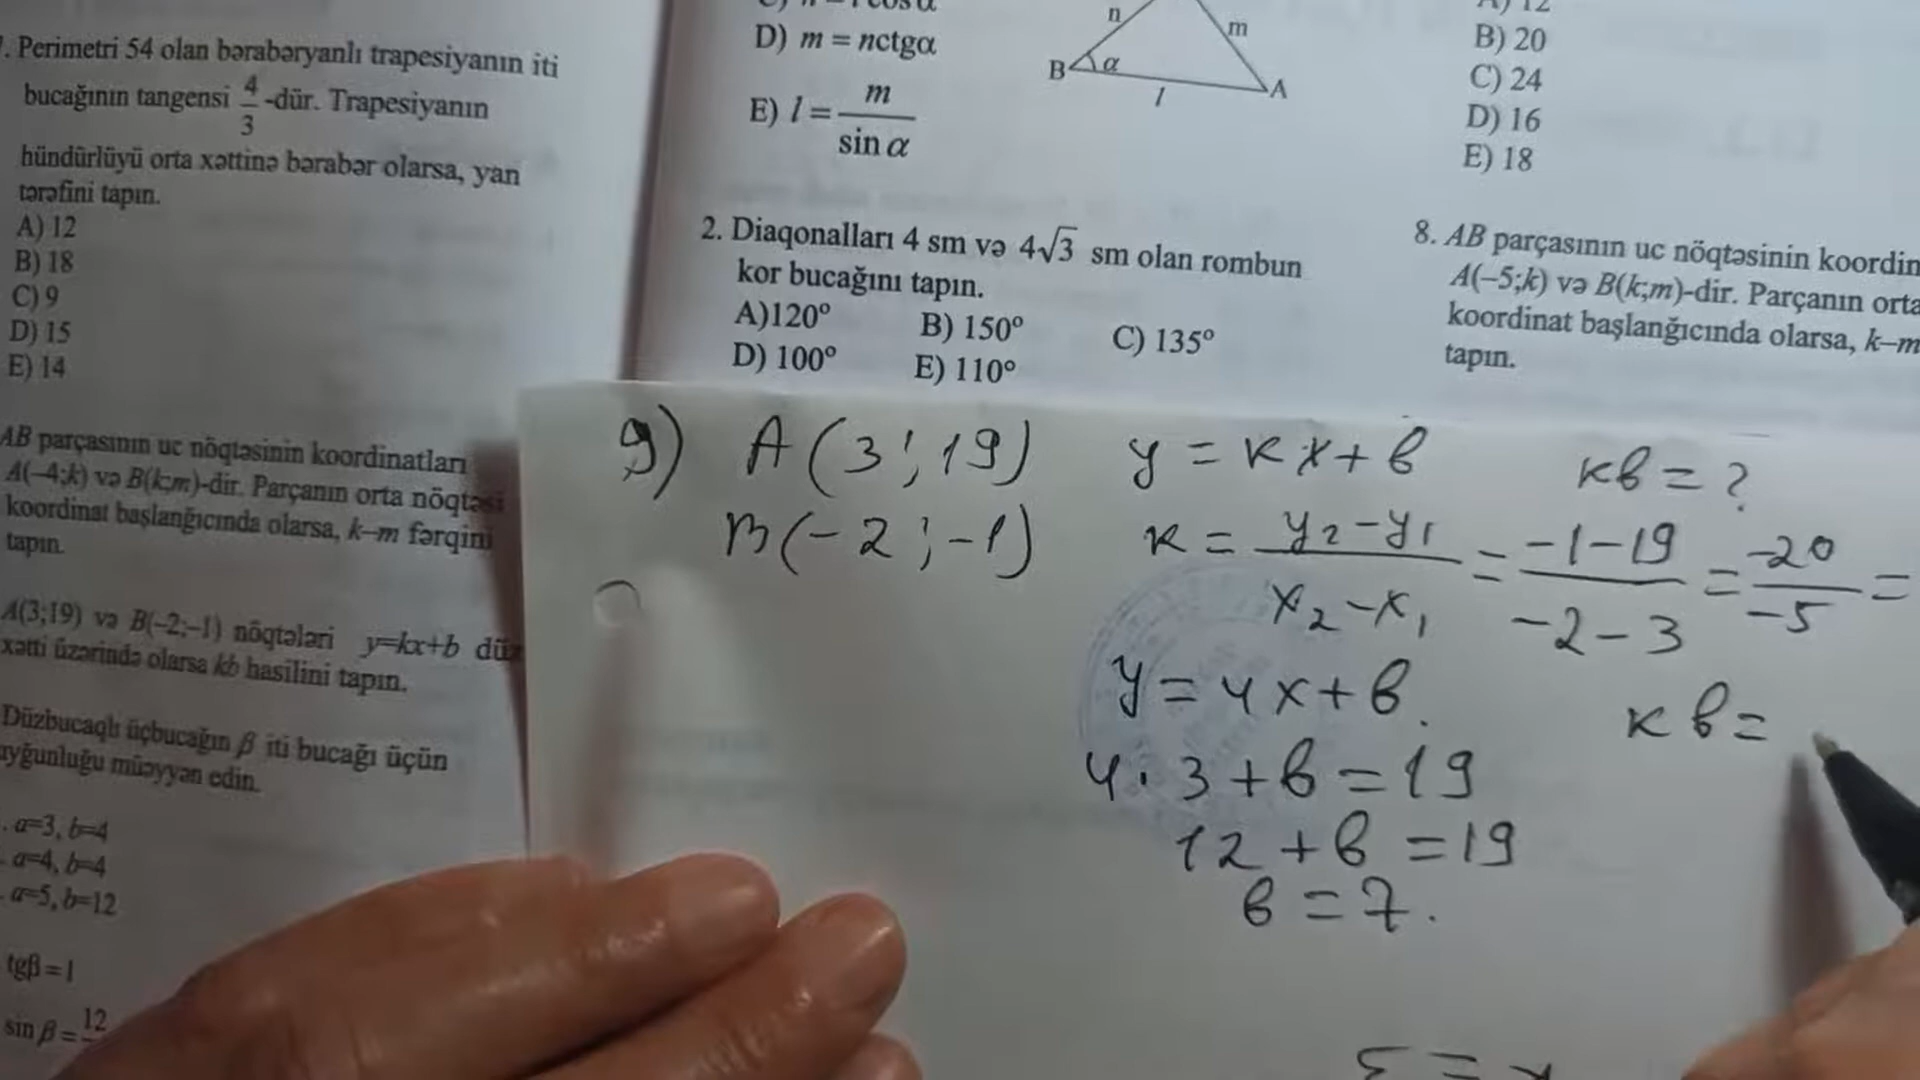 . Perimetri 54 olan bərabəryanlı trapesiyanın iti
bucağının tangensi 4/3 -dür. Trapesiyanın
hündürlüyü orta xəttinə bərabər olarsa, yan
tərəfini tapın.
A) 12
B) 18
C) 9
D) 15
E) 14
AB parçasının uc nöqtəsinin koordinatları
A(–4;k) və B(k;m)-dir. Parçanın orta nöqtəsi
koordinat başlanğıcında olarsa, k–m fərqini
tapın.
A(3;19) və B(–2;–1) nöqtələri y=kx+b düz
xətti üzərində olarsa kb hasilini tapın.
Düzbucaqlı üçbucağın β iti bucağı üçün
uyğunluğu müəyyən edin.
. a=3, b=4
. a=4, b=4
. a=5, b=12
tgβ = 1
sin β = 12
D) m = nctgα
E) l = m / sin α
n
m
B
α
A
l
2. Diaqonalları 4 sm və 4√3 sm olan rombun
kor bucağını tapın.
A)120° B) 150° C) 135°
D) 100° E) 110°
B) 20
C) 24
D) 16
E) 18
8. AB parçasının uc nöqtəsinin koordin
A(–5;k) və B(k;m)-dir. Parçanın orta
koordinat başlanğıcında olarsa, k–m
tapın.
9) A(3;19) y = kx+b kb = ?
B(-2;-1) k = y2-y1 / x2-x1 = -1-19 / -2-3 = -20 / -5 =
y = 4x+b. kb =
4·3+b=19
12+b=19
b=7.